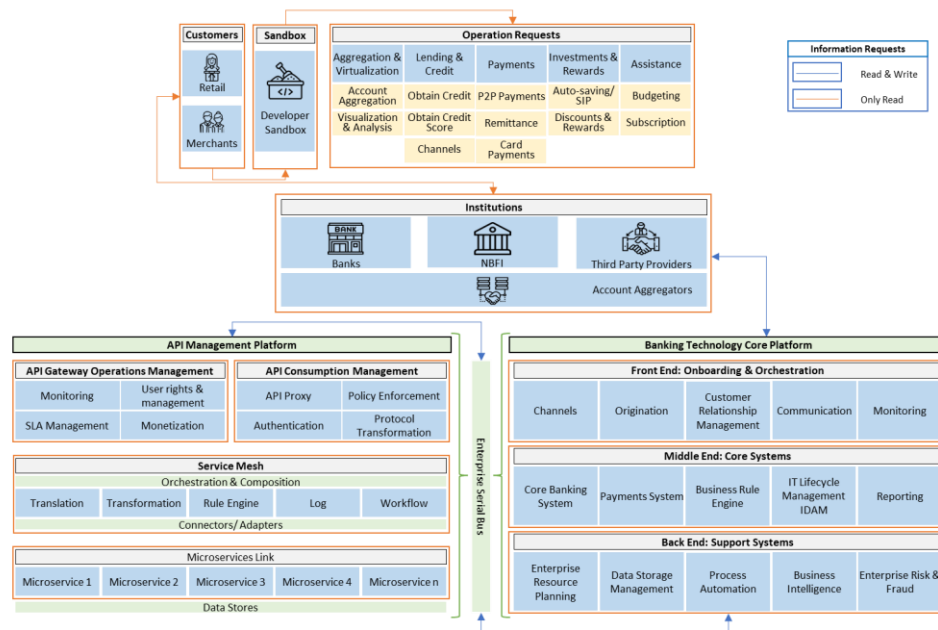 Customers
Retail
Merchants
Sandbox
Developer
Sandbox
Operation Requests
Aggregation &
Virtualization
Lending &
Credit
Payments
Investments &
Rewards
Assistance
Account
Aggregation
Obtain Credit
P2P Payments
Auto-saving/
SIP
Budgeting
Visualization
& Analysis
Obtain Credit
Score
Remittance
Discounts &
Rewards
Subscription
Channels
Card
Payments
Information Requests
Read & Write
Only Read
Institutions
BANK
Banks
NBFI
Third Party Providers
Account Aggregators
API Management Platform
API Gateway Operations Management
Monitoring
User rights &
management
SLA Management
Monetization
API Consumption Management
API Proxy
Policy Enforcement
Authentication
Protocol
Transformation
Service Mesh
Orchestration & Composition
Translation
Transformation
Rule Engine
Log
Workflow
Connectors/ Adapters
Microservices Link
Microservice 1
Microservice 2
Microservice 3
Microservice 4
Microservice n
Data Stores
Enterprise Serial Bus
Banking Technology Core Platform
Front End: Onboarding & Orchestration
Channels
Origination
Customer
Relationship
Management
Communication
Monitoring
Middle End: Core Systems
Core Banking
System
Payments System
Business Rule
Engine
IT Lifecycle
Management
IDAM
Reporting
Back End: Support Systems
Enterprise
Resource
Planning
Data Storage
Management
Process
Automation
Business
Intelligence
Enterprise Risk &
Fraud